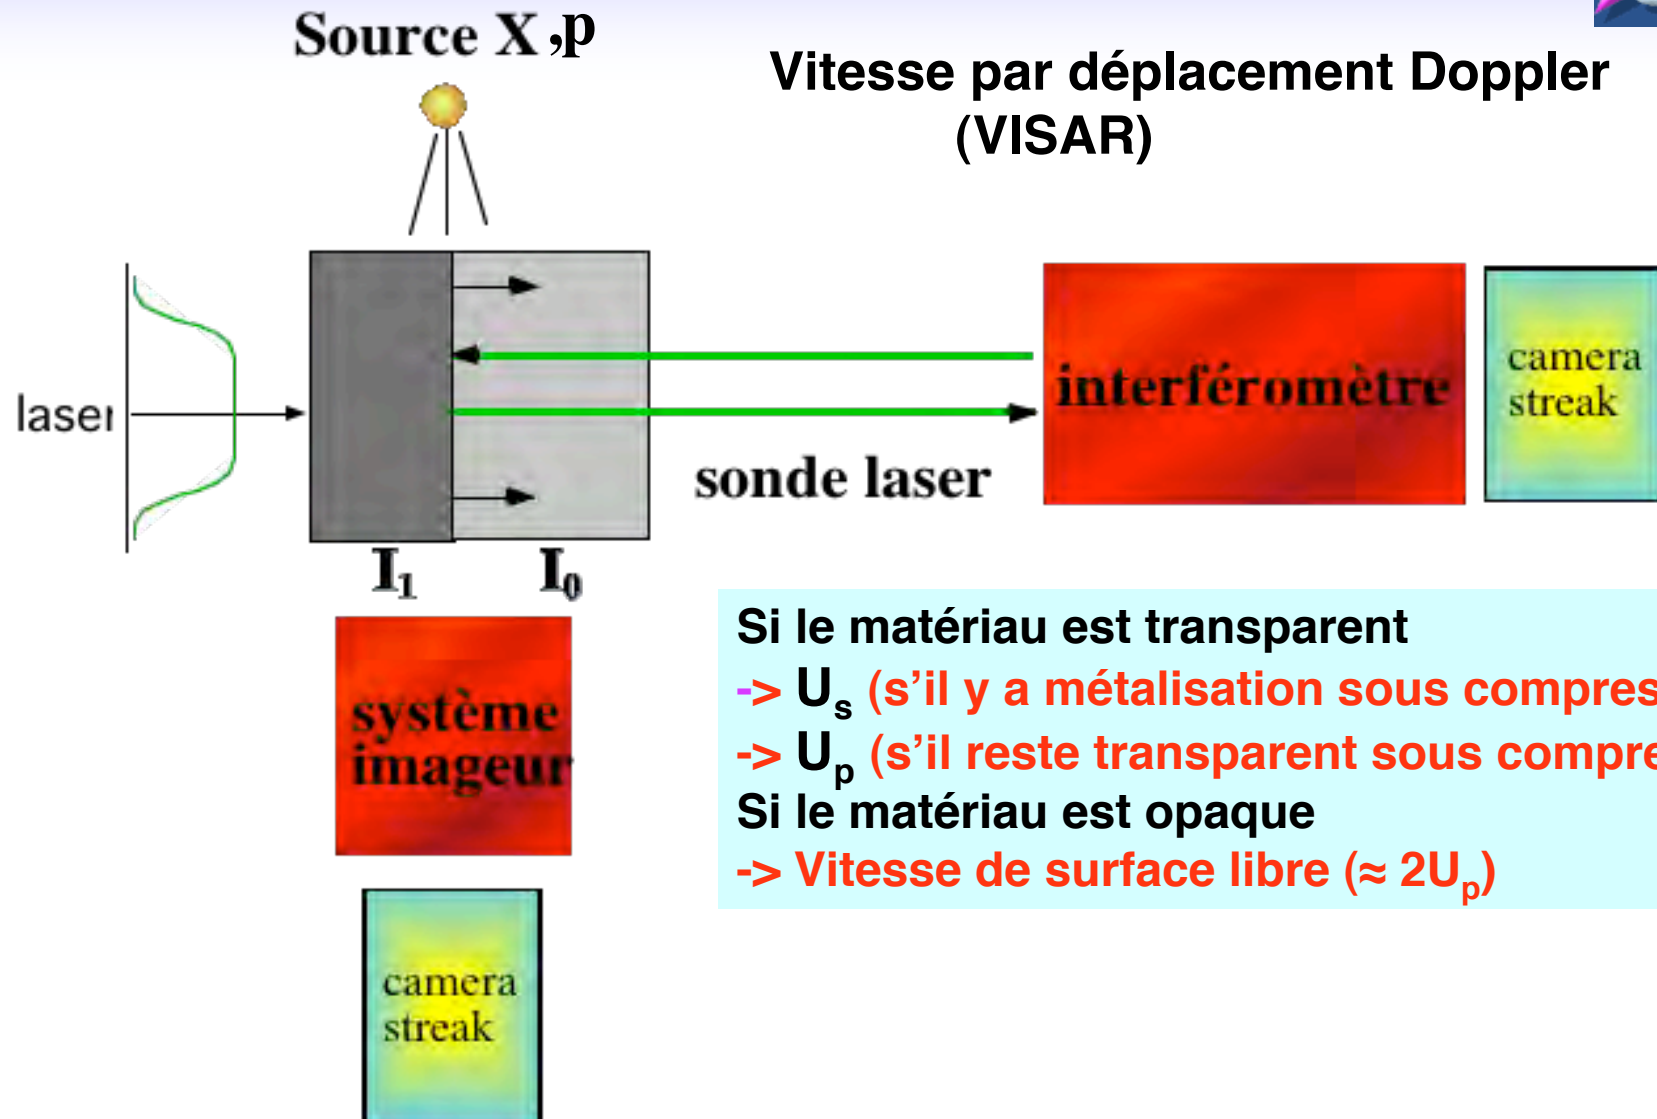 Source X ,p
Vitesse par déplacement Doppler
(VISAR)
laser
interféromètre
camera
streak
sonde laser
I₁ I₀
système
imageur
camera
streak
Si le matériau est transparent
-> Uₛ (s’il y a métalisation sous compres
-> Uₚ (s’il reste transparent sous compre
Si le matériau est opaque
-> Vitesse de surface libre (≈ 2Uₚ)